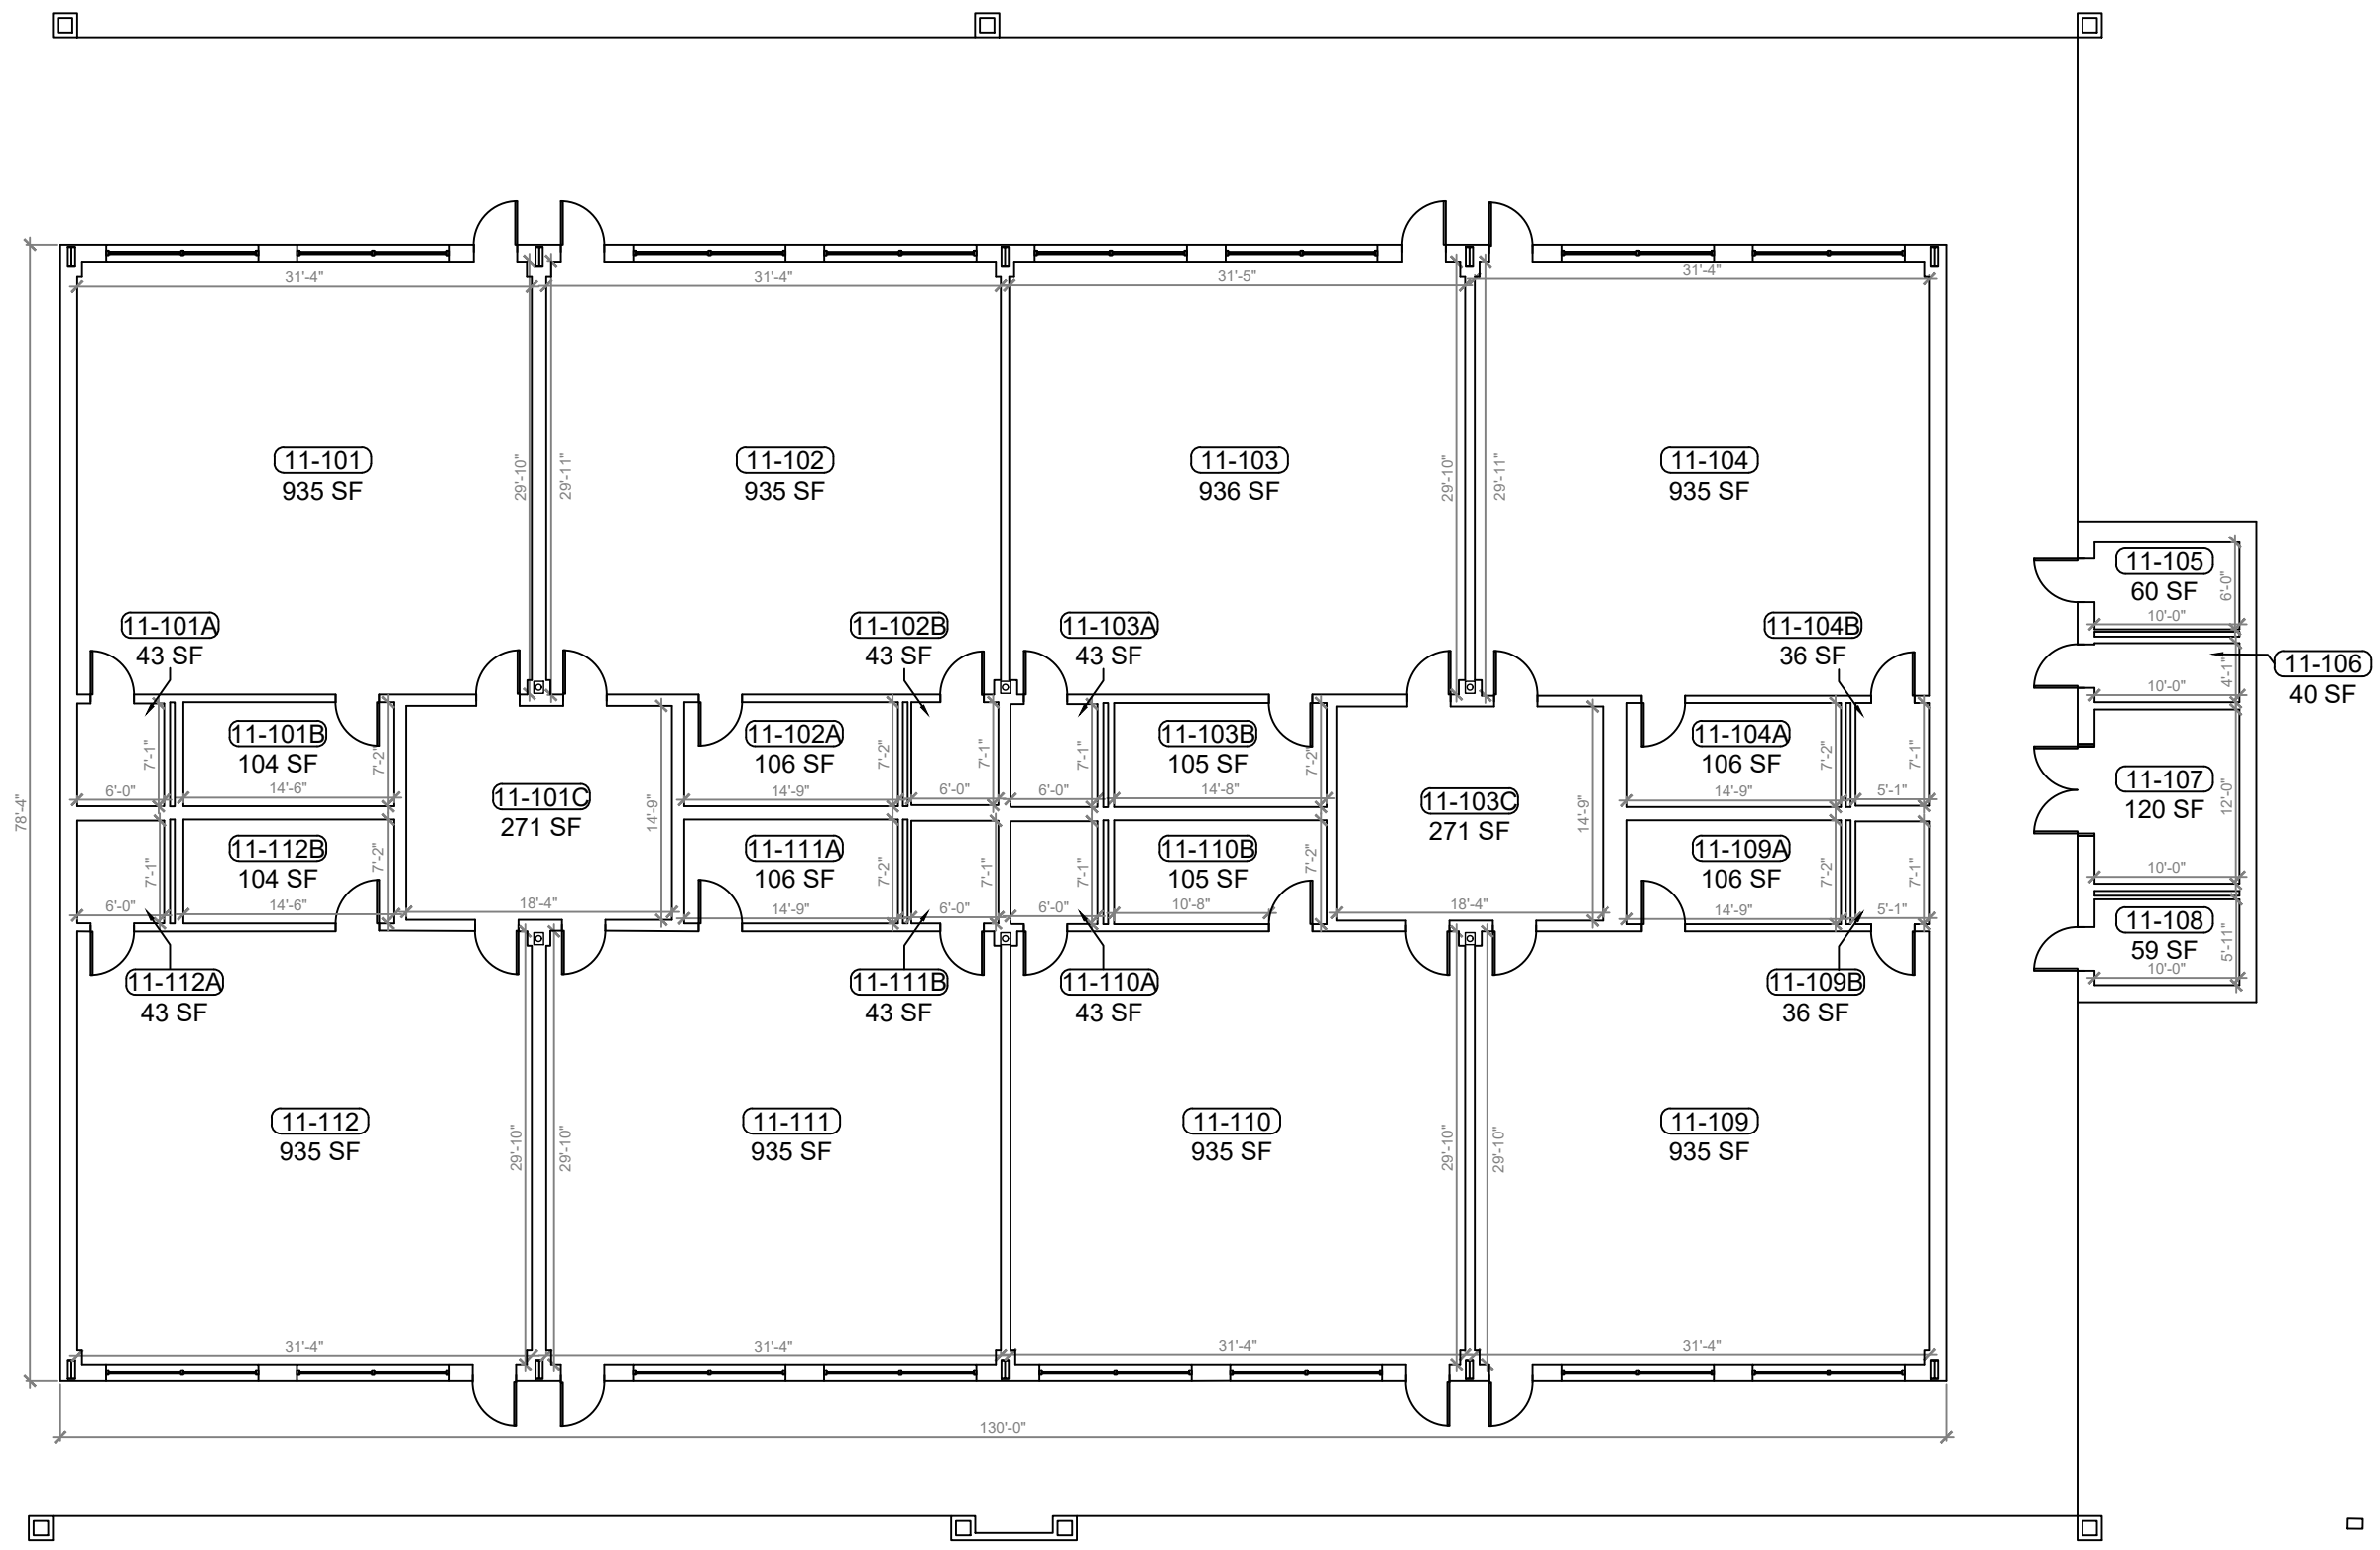 31'-4"
31'-4"
31'-5"
31'-4"
11-101
935 SF
29'-10"
29'-11"
11-102
935 SF
11-103
936 SF
29'-10"
29'-11"
11-104
935 SF
11-105
60 SF
6'-0"
10'-0"
11-101A
43 SF
11-102B
43 SF
11-103A
43 SF
11-104B
36 SF
11-106
40 SF
4'-1"
10'-0"
7'-1"
6'-0"
11-101B
104 SF
14'-6"
7'-2"
11-101C
271 SF
14'-9"
18'-4"
11-102A
106 SF
14'-9"
7'-2"
7'-1"
6'-0"
6'-0"
7'-1"
11-103B
105 SF
14'-8"
7'-2"
11-103C
271 SF
14'-9"
18'-4"
11-104A
106 SF
14'-9"
7'-2"
7'-1"
5'-1"
11-107
120 SF
12'-0"
10'-0"
78'-4"
7'-1"
6'-0"
11-112B
104 SF
14'-6"
7'-2"
11-111A
106 SF
14'-9"
7'-2"
7'-1"
6'-0"
6'-0"
7'-1"
11-110B
105 SF
10'-8"
7'-2"
11-109A
106 SF
14'-9"
7'-2"
7'-1"
5'-1"
11-108
59 SF
5'-11"
10'-0"
11-112A
43 SF
11-111B
43 SF
11-110A
43 SF
11-109B
36 SF
11-112
935 SF
29'-10"
29'-10"
11-111
935 SF
11-110
935 SF
29'-10"
29'-10"
11-109
935 SF
31'-4"
31'-4"
31'-4"
31'-4"
130'-0"